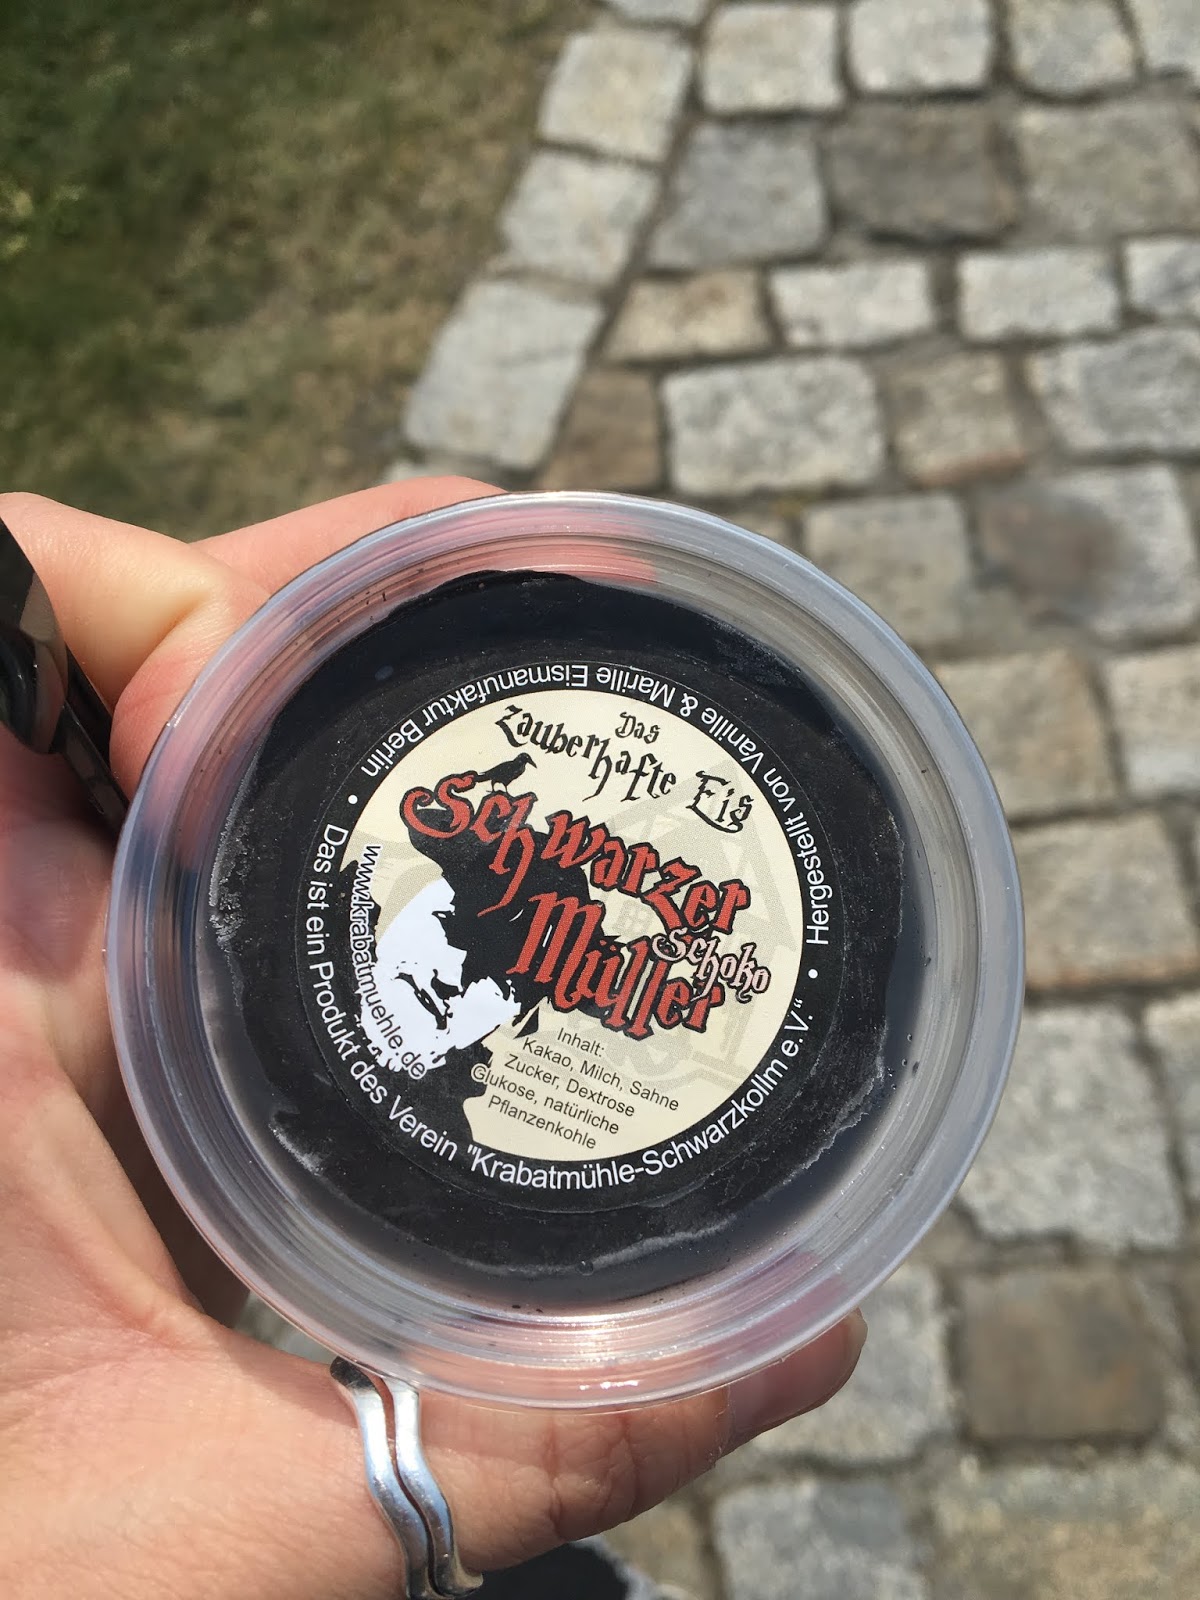 Das
Zauberhafte Eis
Schwarzer
Schoko
Müller
www.krabatmuehle.de
Inhalt:
Kakao, Milch, Sahne
Zucker, Dextrose
Glukose, natürliche
Pflanzenkohle
• Das ist ein Produkt des Verein "Krabatmühle-Schwarzkollm e.V."
• Hergestellt von Vanille & Marille Eismanufaktur Berlin